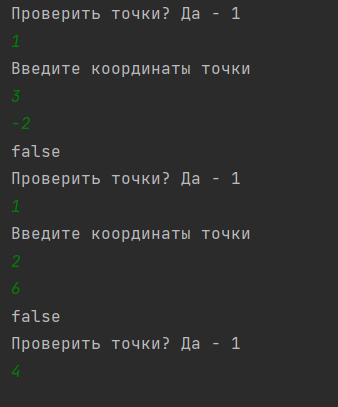 Проверить точки? Да - 1
1
Введите координаты точки
3
-2
false
Проверить точки? Да - 1
1
Введите координаты точки
2
6
false
Проверить точки? Да - 1
4